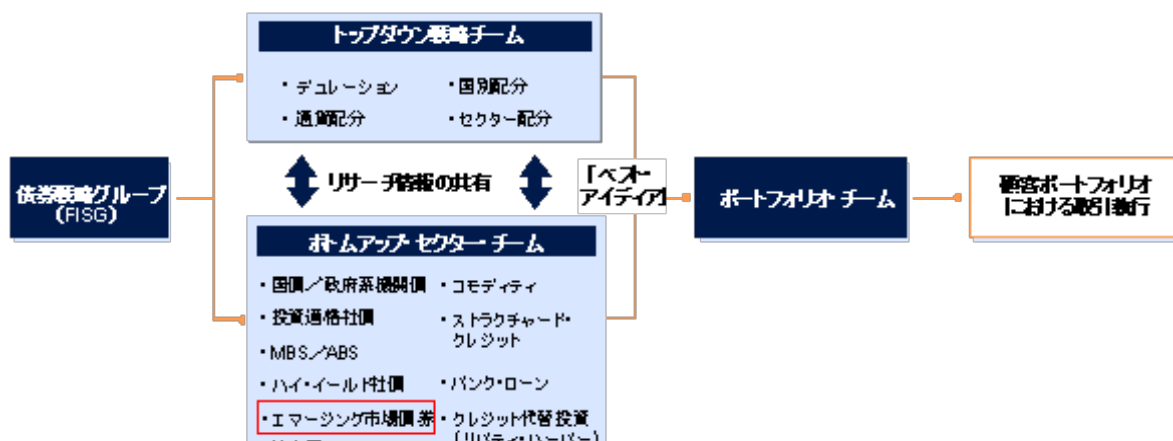 トップダウン戦略チーム
・デュレーション
・国別配分
・通貨配分
・セクター配分
債券戦略グループ
(FISG)
リサーチ情報の共有
「ベスト・
アイディア」
ポートフォリオ・チーム
顧客ポートフォリオ
における取引執行
ボトムアップ・セクター・チーム
・国債／政府系機関債
・コモディティ
・投資適格社債
・ストラクチャード・
クレジット
・MBS／ABS
・ハイ・イールド社債
・バンク・ローン
・エマージング市場債券
・クレジット代替投資
(リバティ・ハーバー)